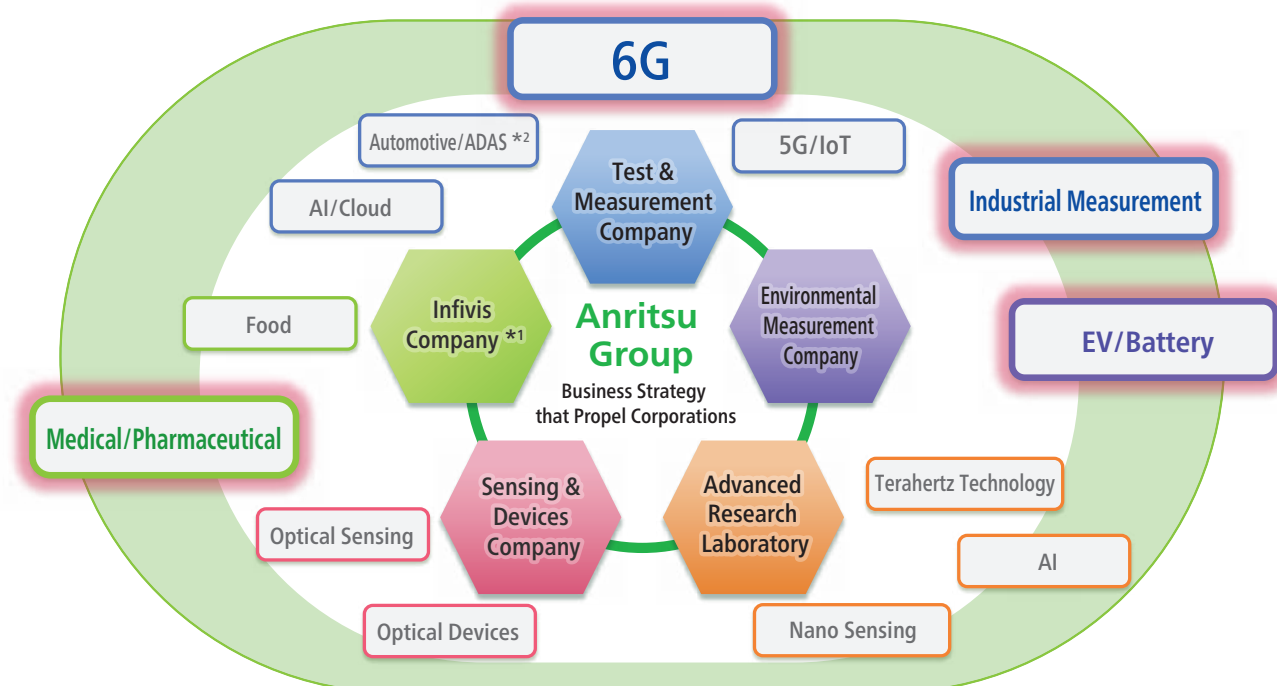 6G
Automotive/ADAS *2
5G/IoT
Test &
Measurement
Company
AI/Cloud
Industrial Measurement
Infivis
Company *1
Environmental
Measurement
Company
Food
Anritsu
Group
Business Strategy
that Propel Corporations
EV/Battery
Medical/Pharmaceutical
Sensing &
Devices
Company
Advanced
Research
Laboratory
Terahertz Technology
Optical Sensing
AI
Optical Devices
Nano Sensing